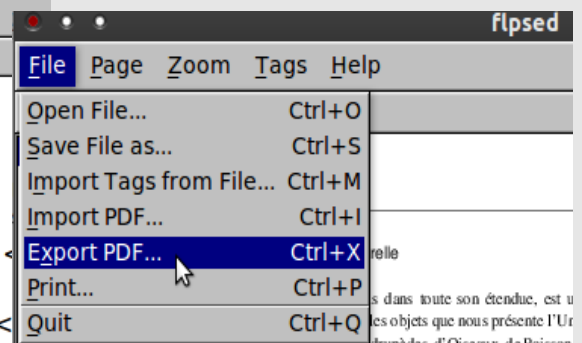 flpsed
File Page Zoom Tags Help
Open File... Ctrl+O
Save File as... Ctrl+S
Import Tags from File... Ctrl+M
Import PDF... Ctrl+I
Export PDF... Ctrl+X
relle
Print... Ctrl+P
s dans toute son étendue, est u
Quit Ctrl+Q
les objets que nous présente l'Un